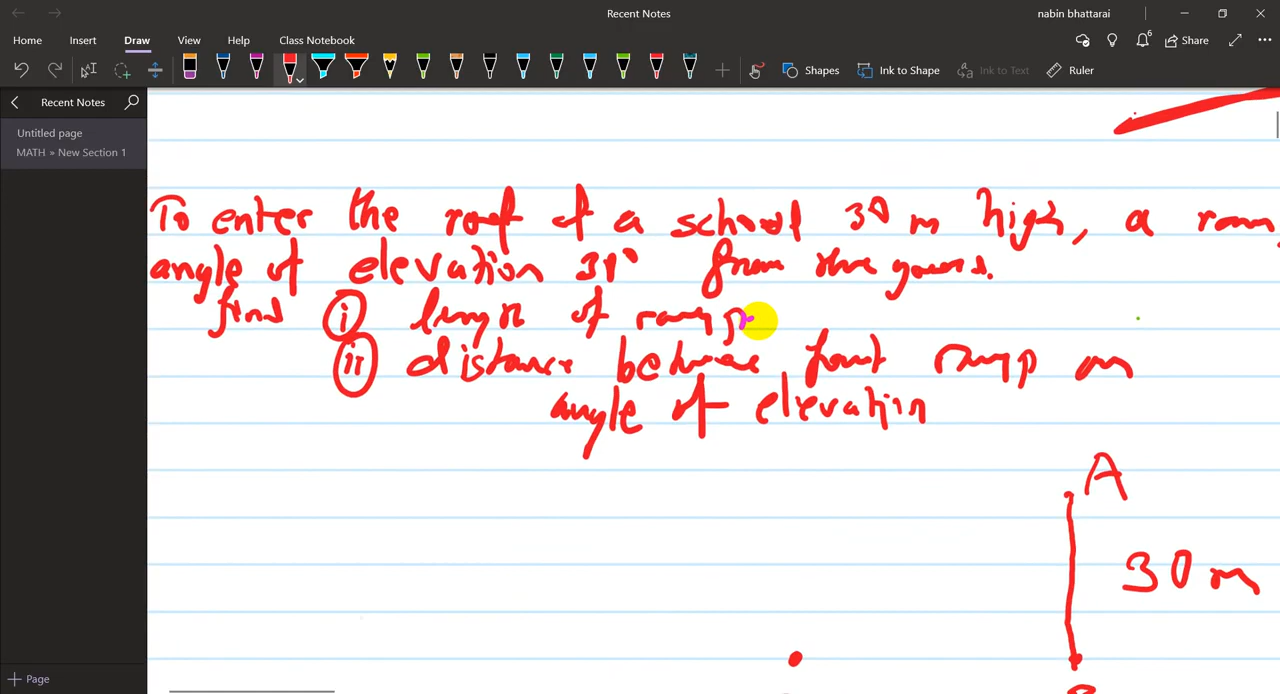 Recent Notes
nabin bhattarai
Home Insert Draw View Help Class Notebook
Share
Shapes Ink to Shape Ink to Text Ruler
Recent Notes
Untitled page
MATH » New Section 1
To enter the roof of a school 30 m high, a ram
angle of elevation 30° from the
find (i) length of ramp
(ii) distance between foot ramp
angle of elevation
A
30 m
Page